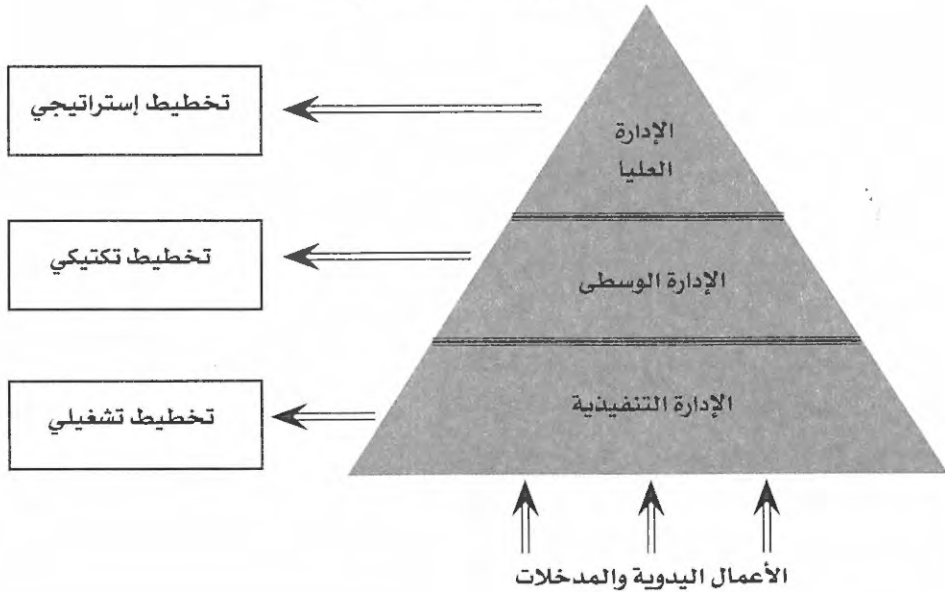 الإدارة
العليا
تخطيط إستراتيجي
الإدارة الوسطى
تخطيط تكتيكي
الإدارة التنفيذية
تخطيط تشغيلي
الأعمال اليدوية والمدخلات